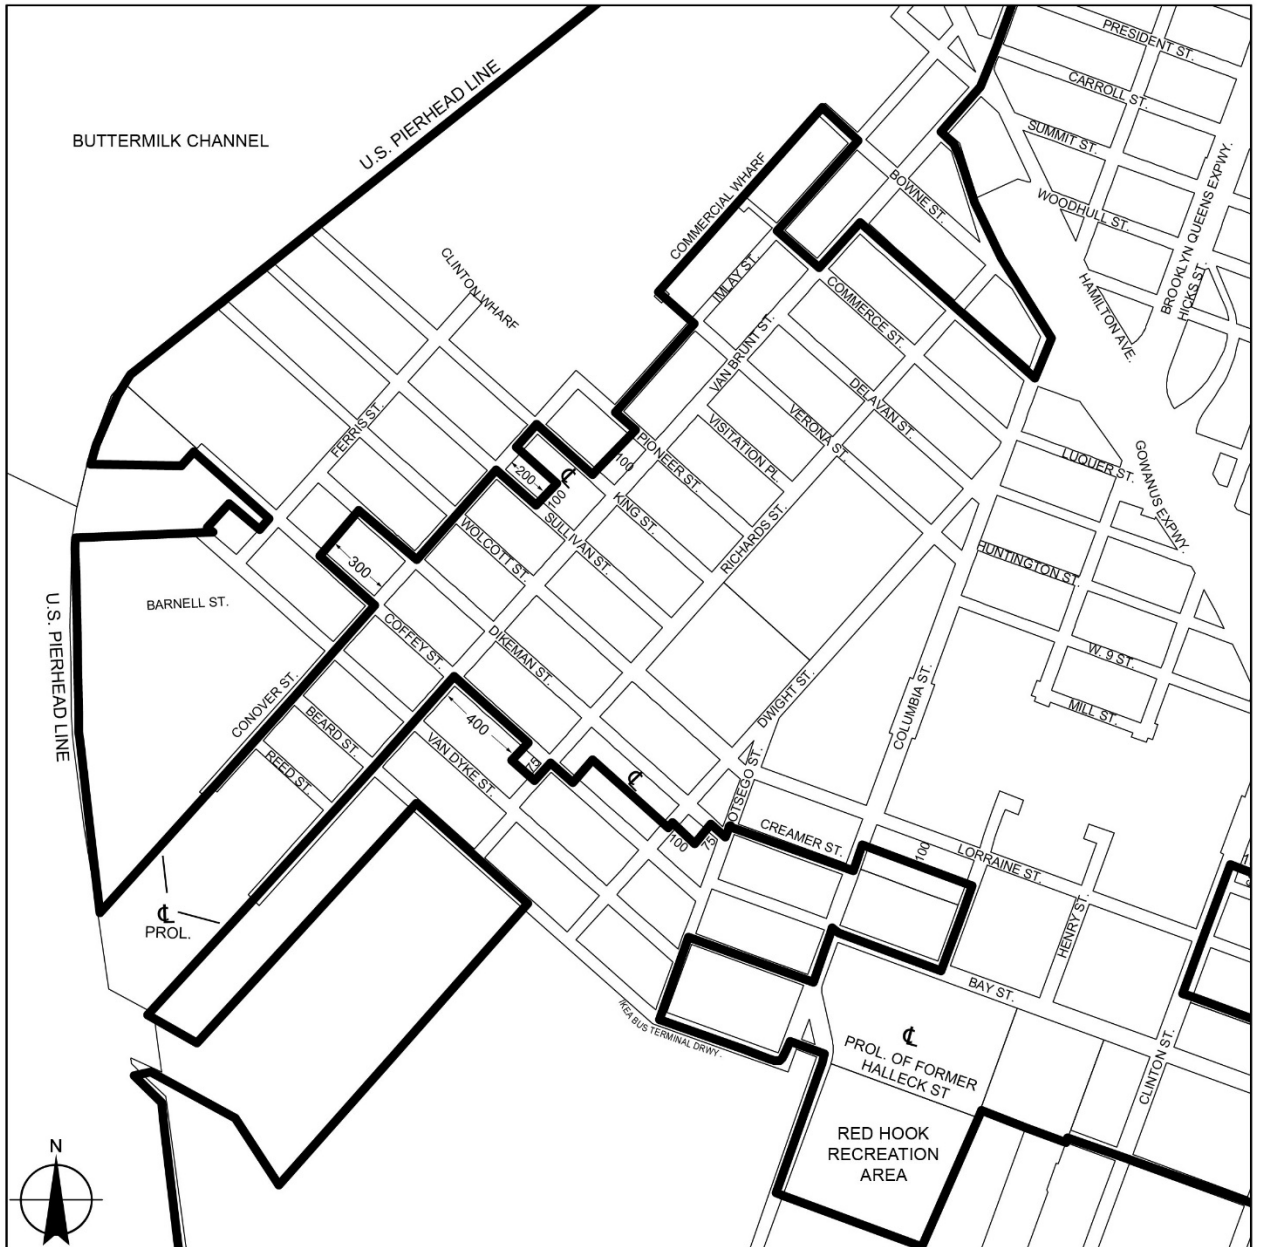 PRESIDENT ST.
CARROLL ST.
SUMMIT ST.
WOODHULL ST.
BROOKLYN QUEENS EXPWY.
HICKS ST.
HAMILTON AVE.
U.S. PIERHEAD LINE
BUTTERMILK CHANNEL
COMMERCIAL WHARF
BOWNE ST.
CLINTON WHARF
IMLAY ST.
COMMERCE ST.
VAN BRUNT ST.
DELAVAN ST.
VERONA ST.
VISITATION PL.
FERRIS ST.
PIONEER ST.
100
200
℄
100
KING ST.
SULLIVAN ST.
WOLCOTT ST.
RICHARDS ST.
LUQUER ST.
GOWANUS EXPWY.
HUNTINGTON ST.
W. 9 ST.
MILL ST.
300
BARNELL ST.
U.S. PIERHEAD LINE
COFFEY ST.
DIKEMAN ST.
CONOVER ST.
BEARD ST.
REED ST.
400
VAN DYKE ST.
75
℄
DWIGHT ST.
COLUMBIA ST.
OTSEGO ST.
100
75
CREAMER ST.
100
LORRAINE ST.
HENRY ST.
BAY ST.
CLINTON ST.
℄
PROL.
IKEA BUS TERMINAL DRWY.
℄
PROL. OF FORMER
HALLECK ST
RED HOOK
RECREATION
AREA
N